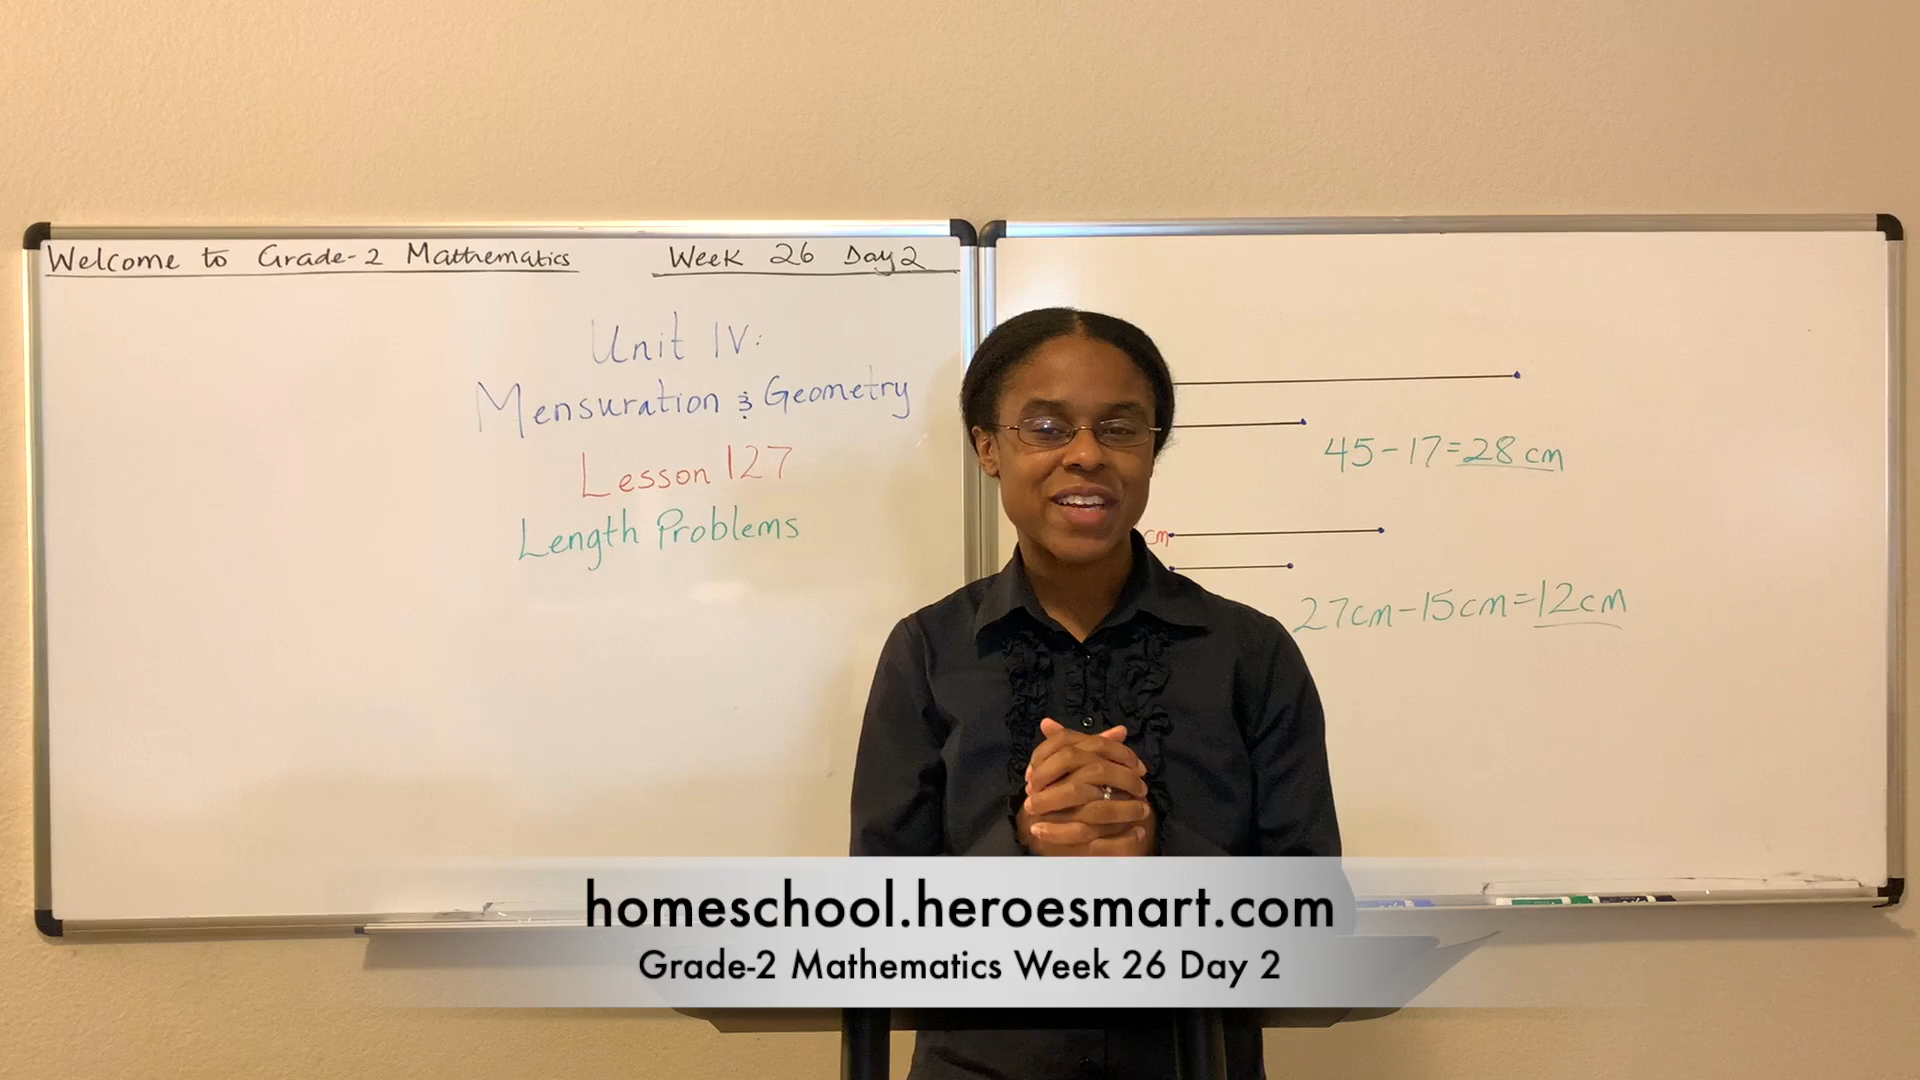 Welcome to Grade-2 Mathematics Week 26 Day 2
Unit IV:
Mensuration & Geometry
Lesson 127
Length Problems
45-17=28 cm
cm
27cm-15cm=12cm
homeschool.heroesmart.com
Grade-2 Mathematics Week 26 Day 2